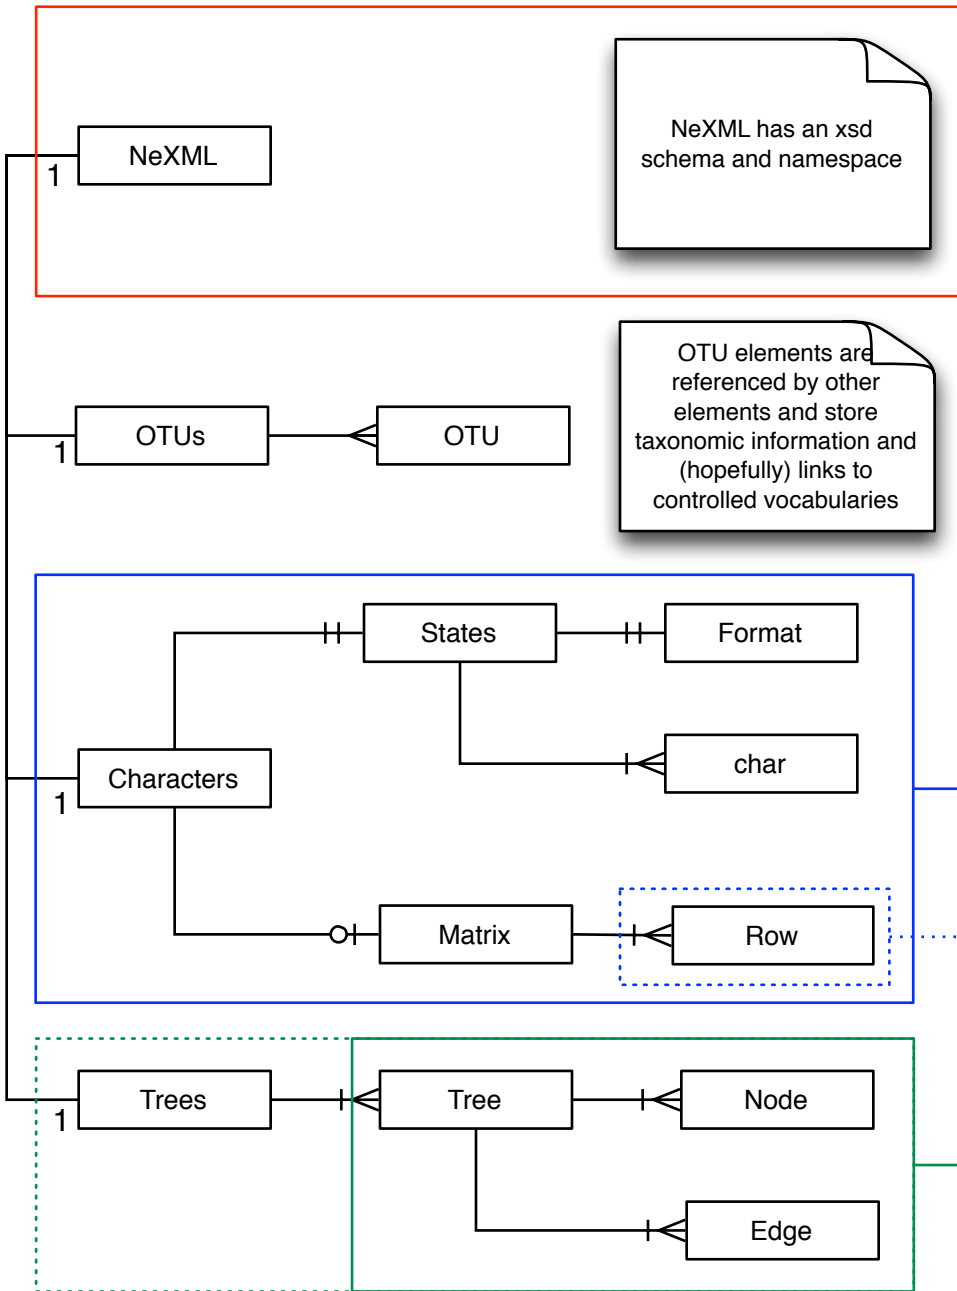 NeXML
1
NeXML has an xsd
schema and namespace
OTUs
1
OTU
OTU elements are
referenced by other
elements and store
taxonomic information and
(hopefully) links to
controlled vocabularies
States
Format
char
Characters
1
Matrix
Row
Trees
1
Tree
Node
Edge